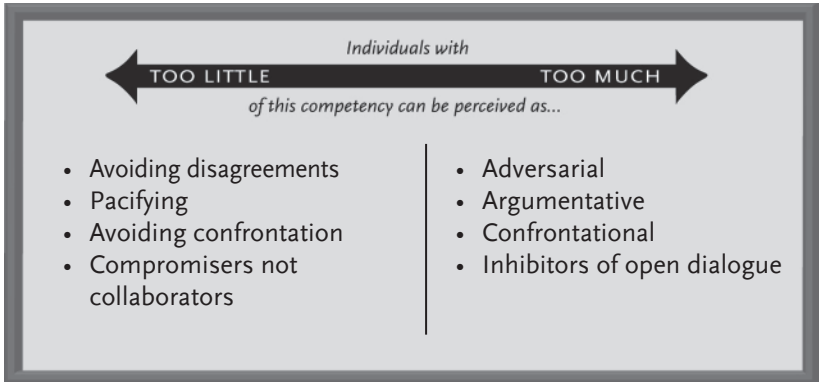 Individuals with
TOO LITTLE TOO MUCH
of this competency can be perceived as...
• Avoiding disagreements
• Pacifying
• Avoiding confrontation
• Compromisers not
collaborators
• Adversarial
• Argumentative
• Confrontational
• Inhibitors of open dialogue